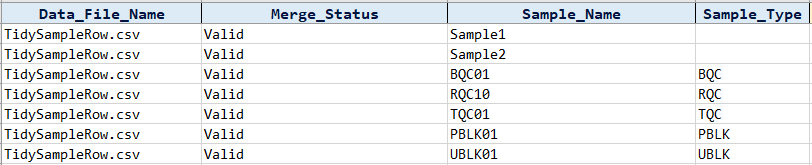 Data_File_Name Merge_Status Sample_Name Sample_Type
TidySampleRow.csv Valid Sample1
TidySampleRow.csv Valid Sample2
TidySampleRow.csv Valid BQC01 BQC
TidySampleRow.csv Valid RQC10 RQC
TidySampleRow.csv Valid TQC01 TQC
TidySampleRow.csv Valid PBLK01 PBLK
TidySampleRow.csv Valid UBLK01 UBLK